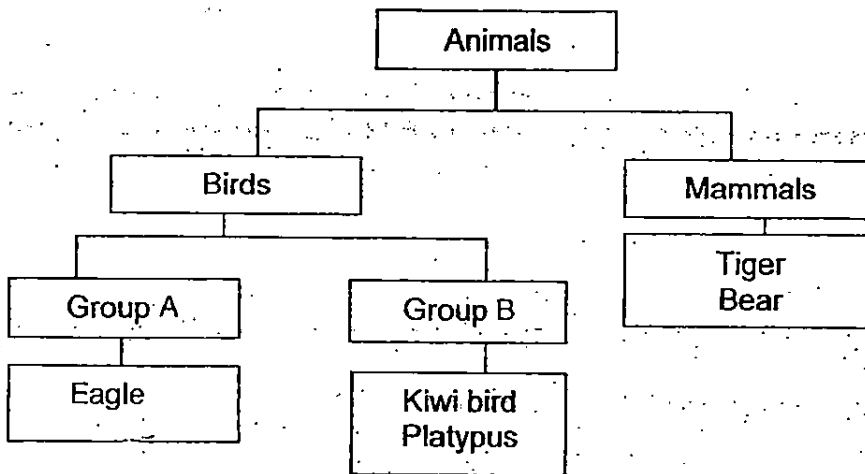 Animals
Birds
Mammals
Tiger
Bear
Group A
Group B
Eagle
Kiwi bird
Platypus